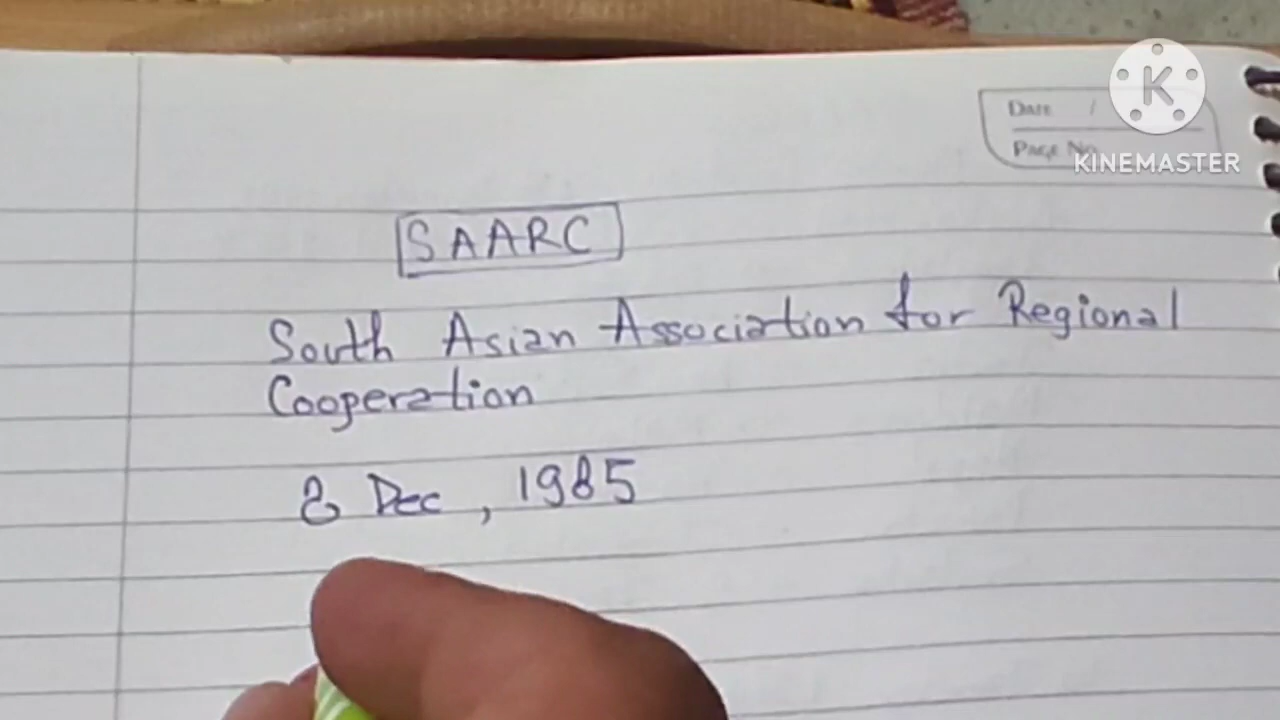 DATE /
PAGE No.
K
KINEMASTER
SAARC
South Asian Association for Regional
Cooperation
8 Dec, 1985